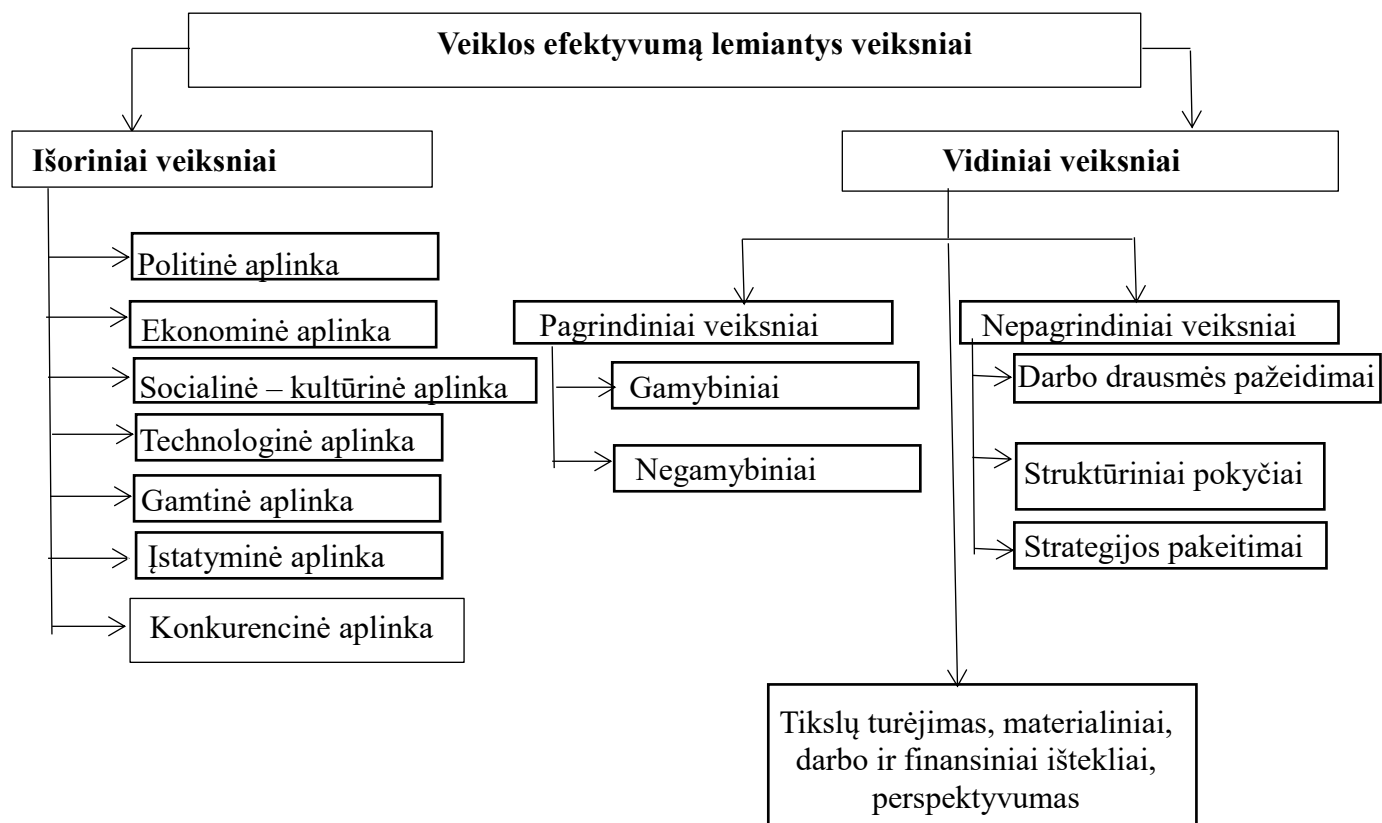 Veiklos efektyvumą lemiantys veiksniai
Išoriniai veiksniai
Politinė aplinka
Ekonominė aplinka
Socialinė – kultūrinė aplinka
Technologinė aplinka
Gamtinė aplinka
Įstatyminė aplinka
Konkurencinė aplinka
Vidiniai veiksniai
Pagrindiniai veiksniai
Gamybiniai
Negamybiniai
Nepagrindiniai veiksniai
Darbo drausmės pažeidimai
Struktūriniai pokyčiai
Strategijos pakeitimai
Tikslų turėjimas, materialiniai,
darbo ir finansiniai ištekliai,
perspektyvumas